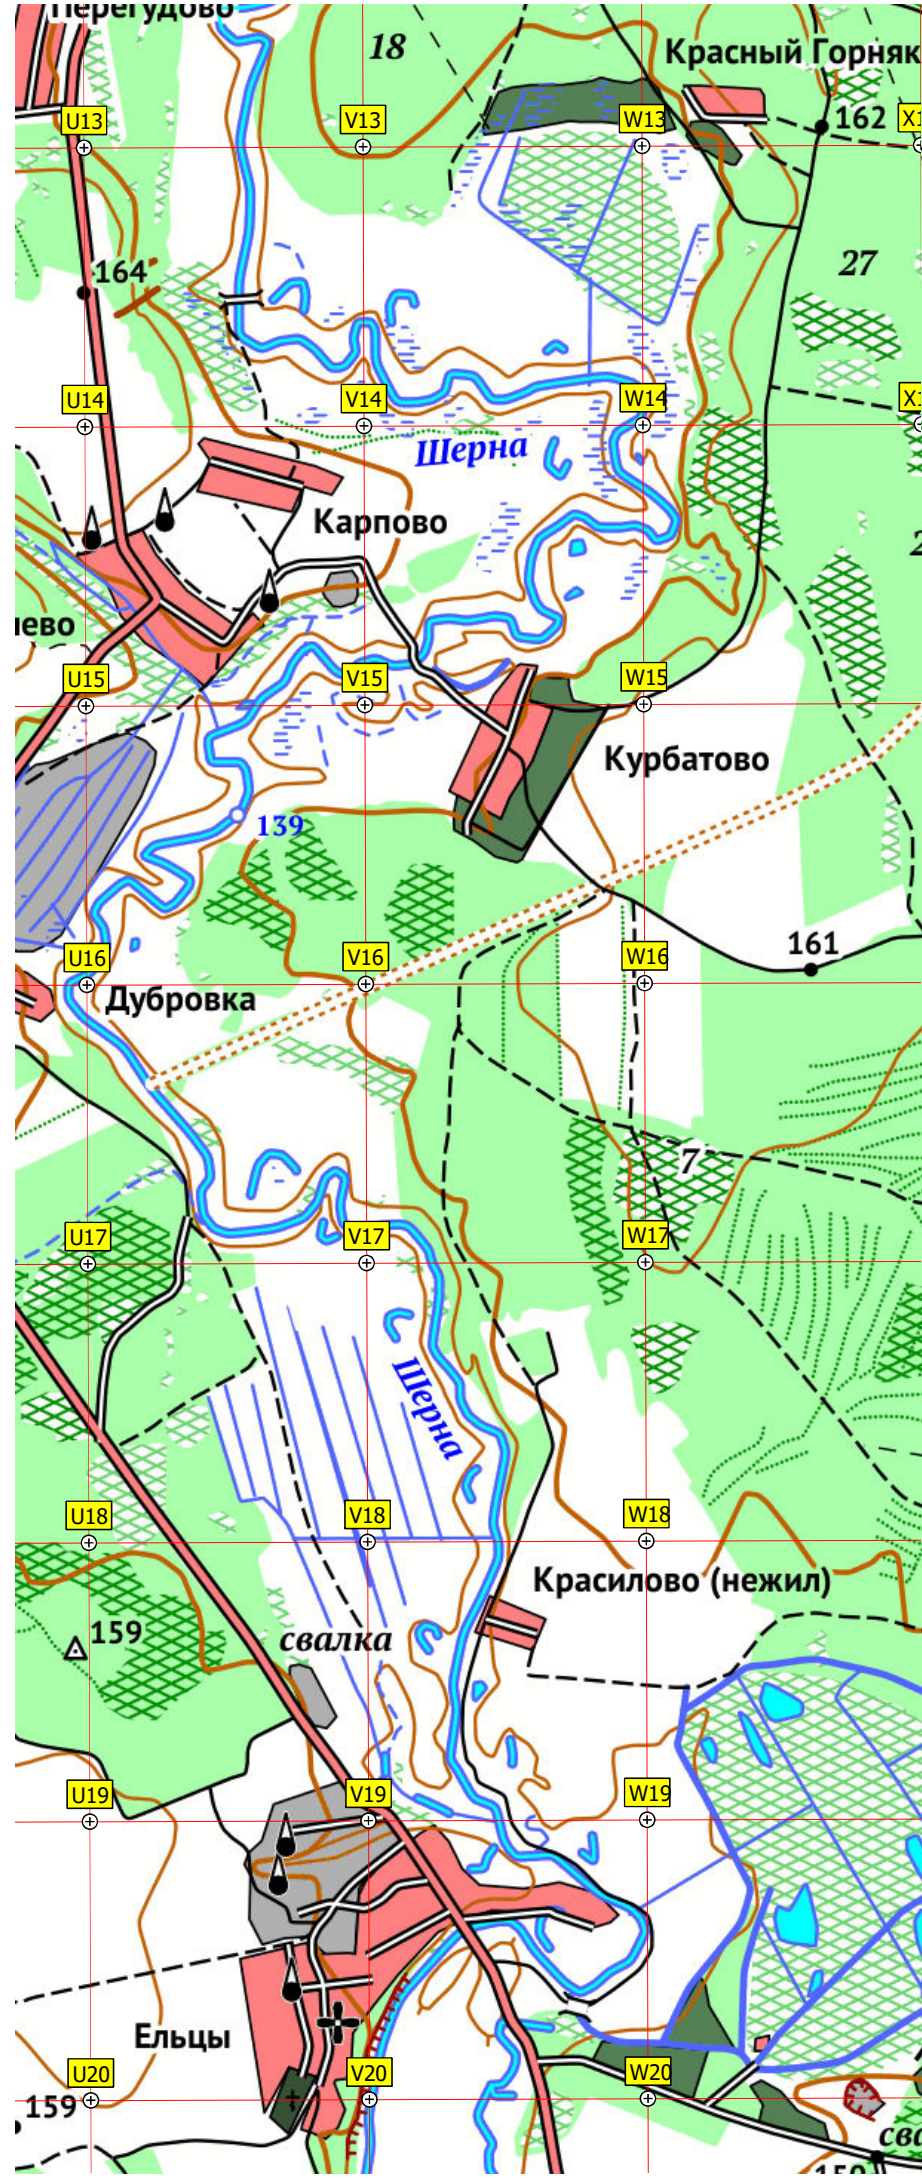 Перегудово
18
Красный Горняк
U13
V13
W13
162
164
27
U14
V14
W14
Шерна
Карпово
U15
V15
W15
Курбатово
139
U16
V16
W16
161
Дубровка
7
U17
V17
W17
Шерна
U18
V18
W18
Красилово (нежил)
159
свалка
U19
V19
W19
Ельцы
U20
V20
W20
159